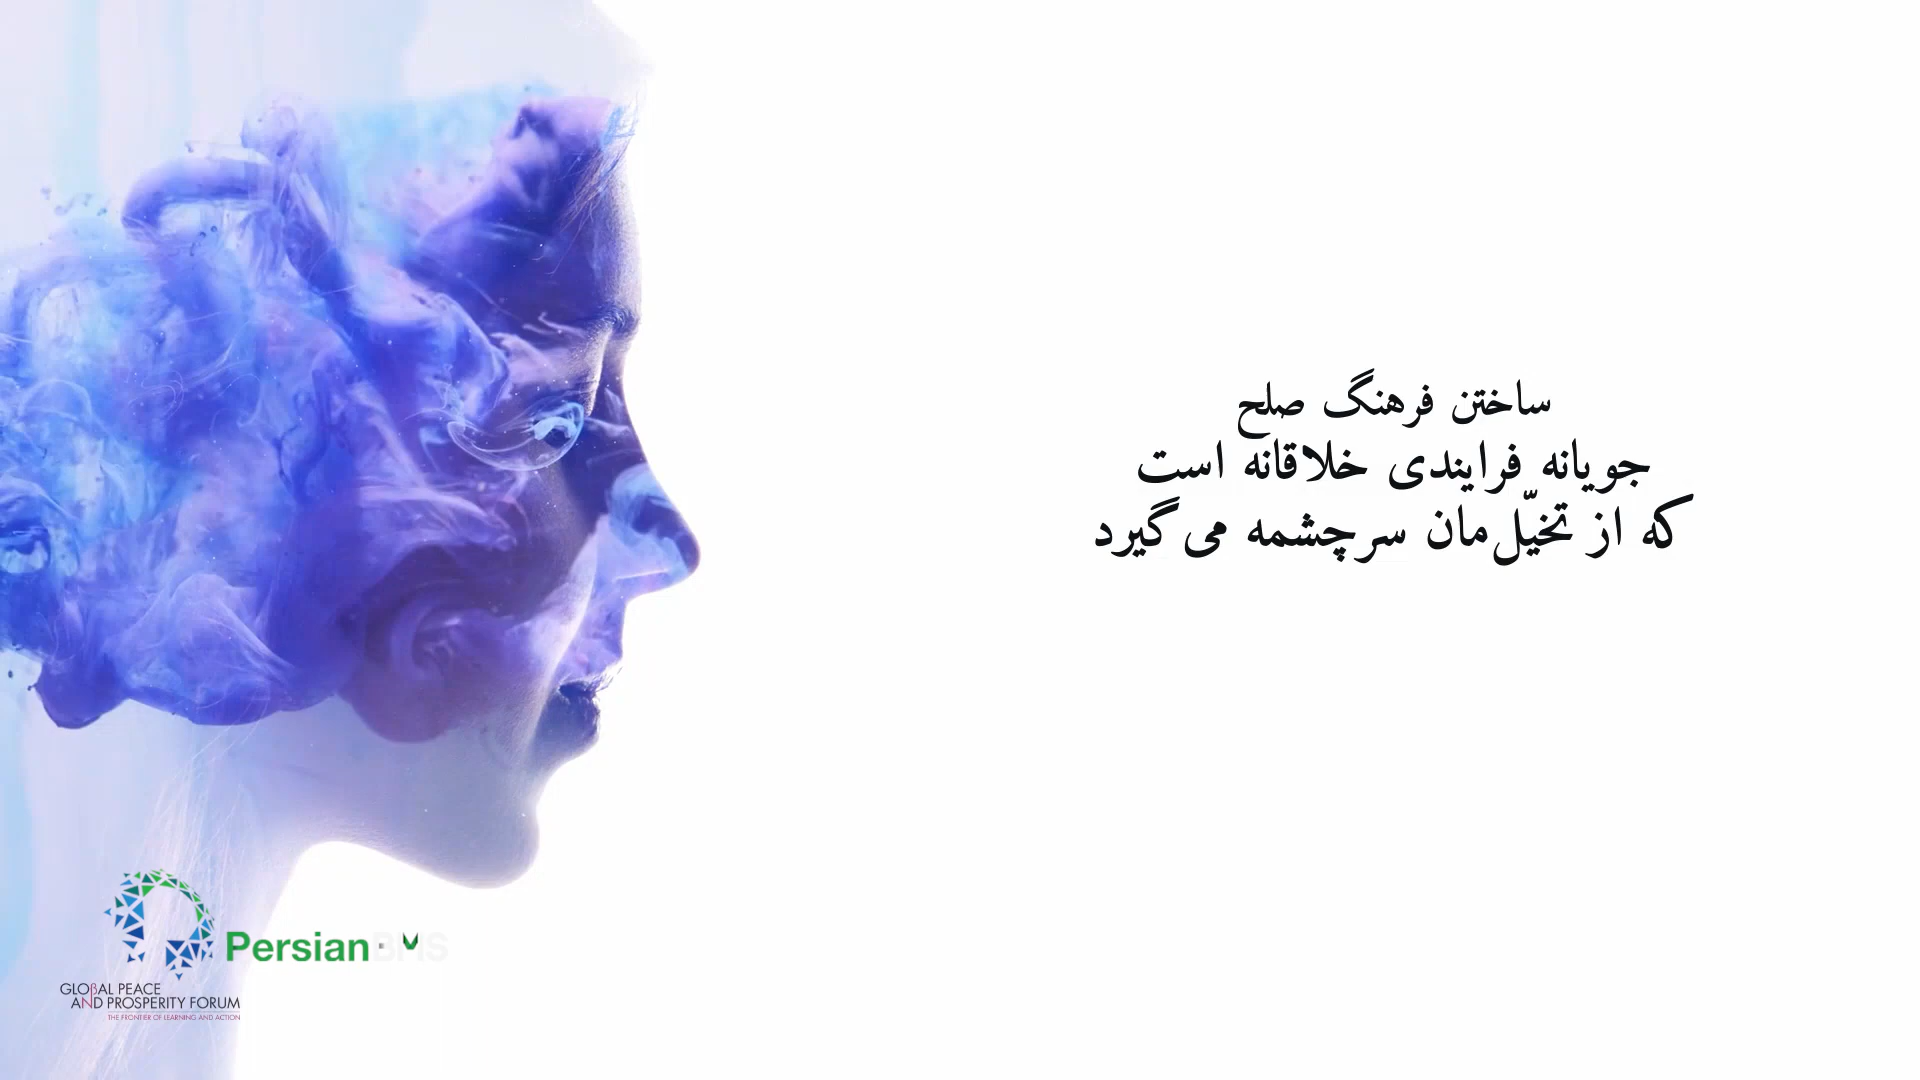 ساختن فرهنگ صلح
جویانه فرایندی خلاقانه است
که از تخیّل‌مان سرچشمه می‌گیرد
PersianBMS
GLOBAL PEACE
AND PROSPERITY FORUM
THE FRONTIER OF LEARNING AND ACTION